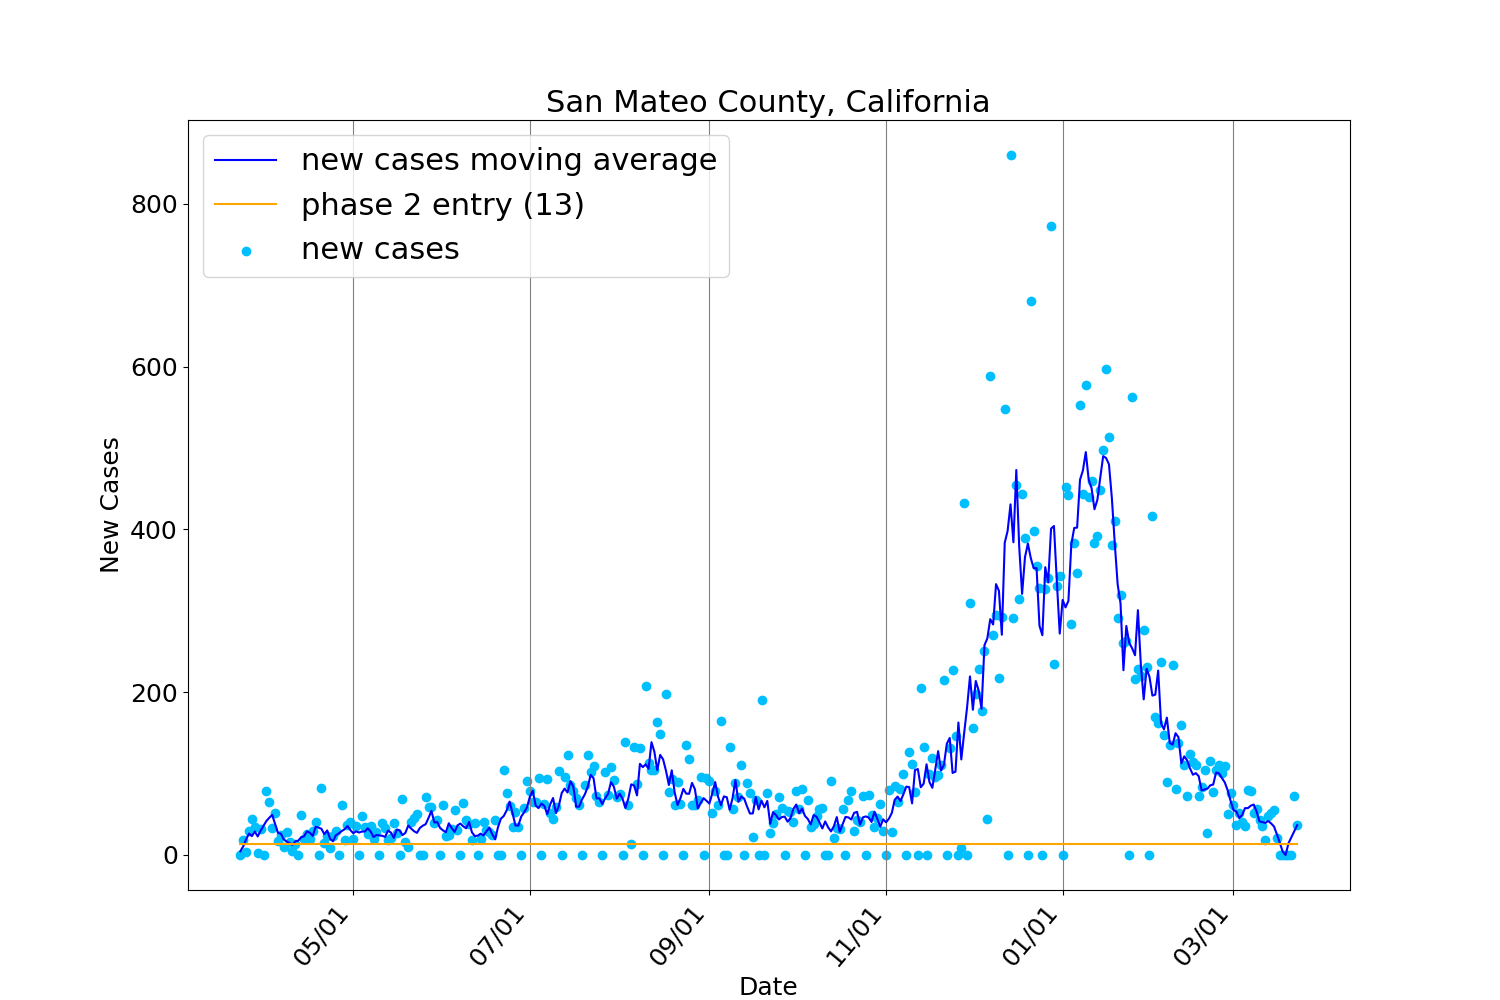 San Mateo County, California
new cases moving average
phase 2 entry (13)
new cases
800
600
400
200
0
New Cases
05/01
07/01
09/01
11/01
01/01
03/01
Date